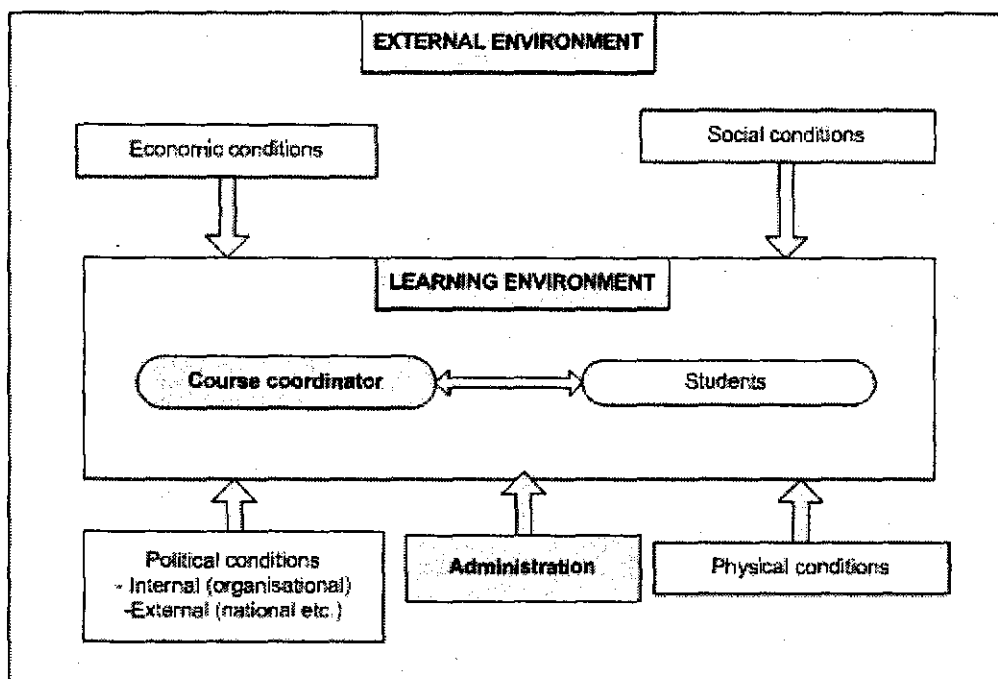 EXTERNAL ENVIRONMENT
Economic conditions
Social conditions
LEARNING ENVIRONMENT
Course coordinator
Students
Political conditions
- Internal (organisational)
-External (national etc.)
Administration
Physical conditions